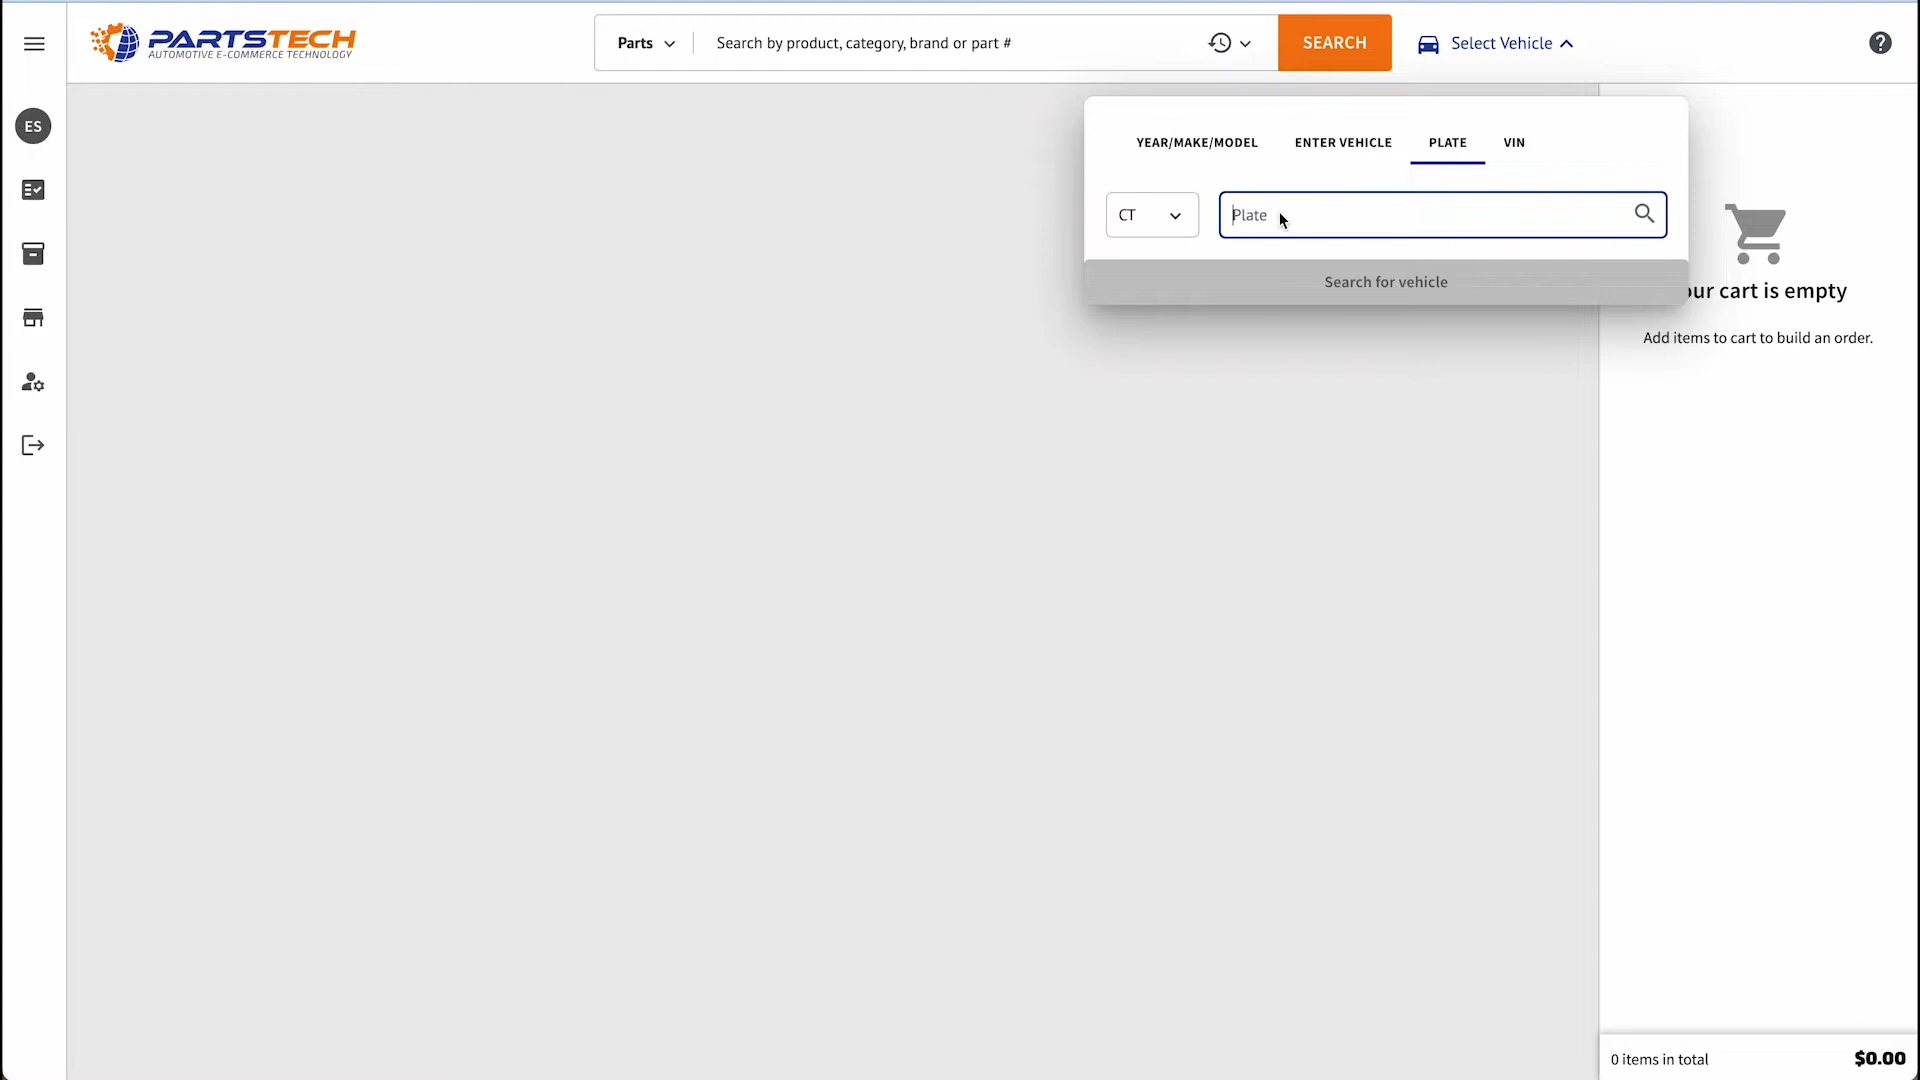 PARTSTECH
AUTOMOTIVE E-COMMERCE TECHNOLOGY
Parts
Search by product, category, brand or part #
SEARCH
Select Vehicle
ES
YEAR/MAKE/MODEL
ENTER VEHICLE
PLATE
VIN
CT
Plate
Search for vehicle
our cart is empty
Add items to cart to build an order.
0 items in total
$0.00